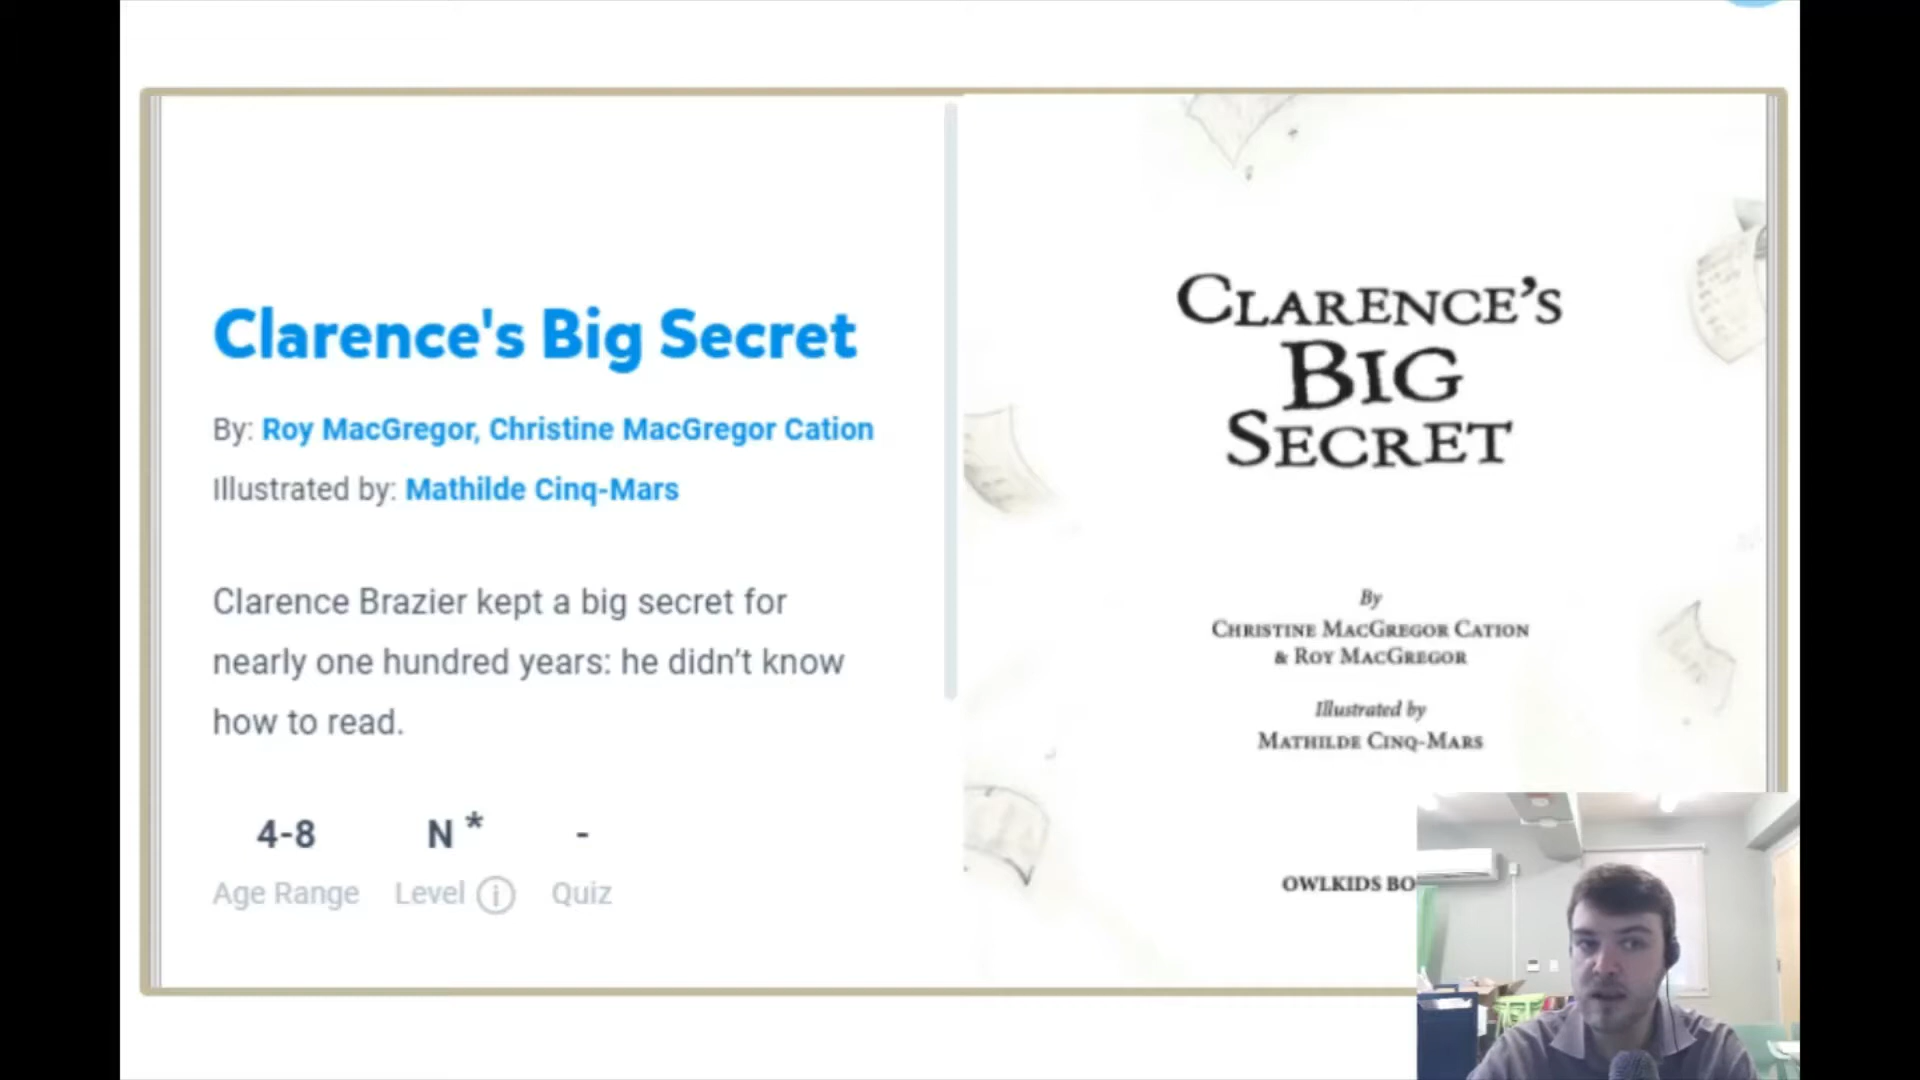 Clarence's Big Secret
By: Roy MacGregor, Christine MacGregor Cation
Illustrated by: Mathilde Cinq-Mars
Clarence Brazier kept a big secret for
nearly one hundred years: he didn’t know
how to read.
4-8 N * -
Age Range Level i Quiz
CLARENCE’S
BIG
SECRET
By
CHRISTINE MACGREGOR CATION
& ROY MACGREGOR
Illustrated by
MATHILDE CINQ-MARS
OWLKIDS BO